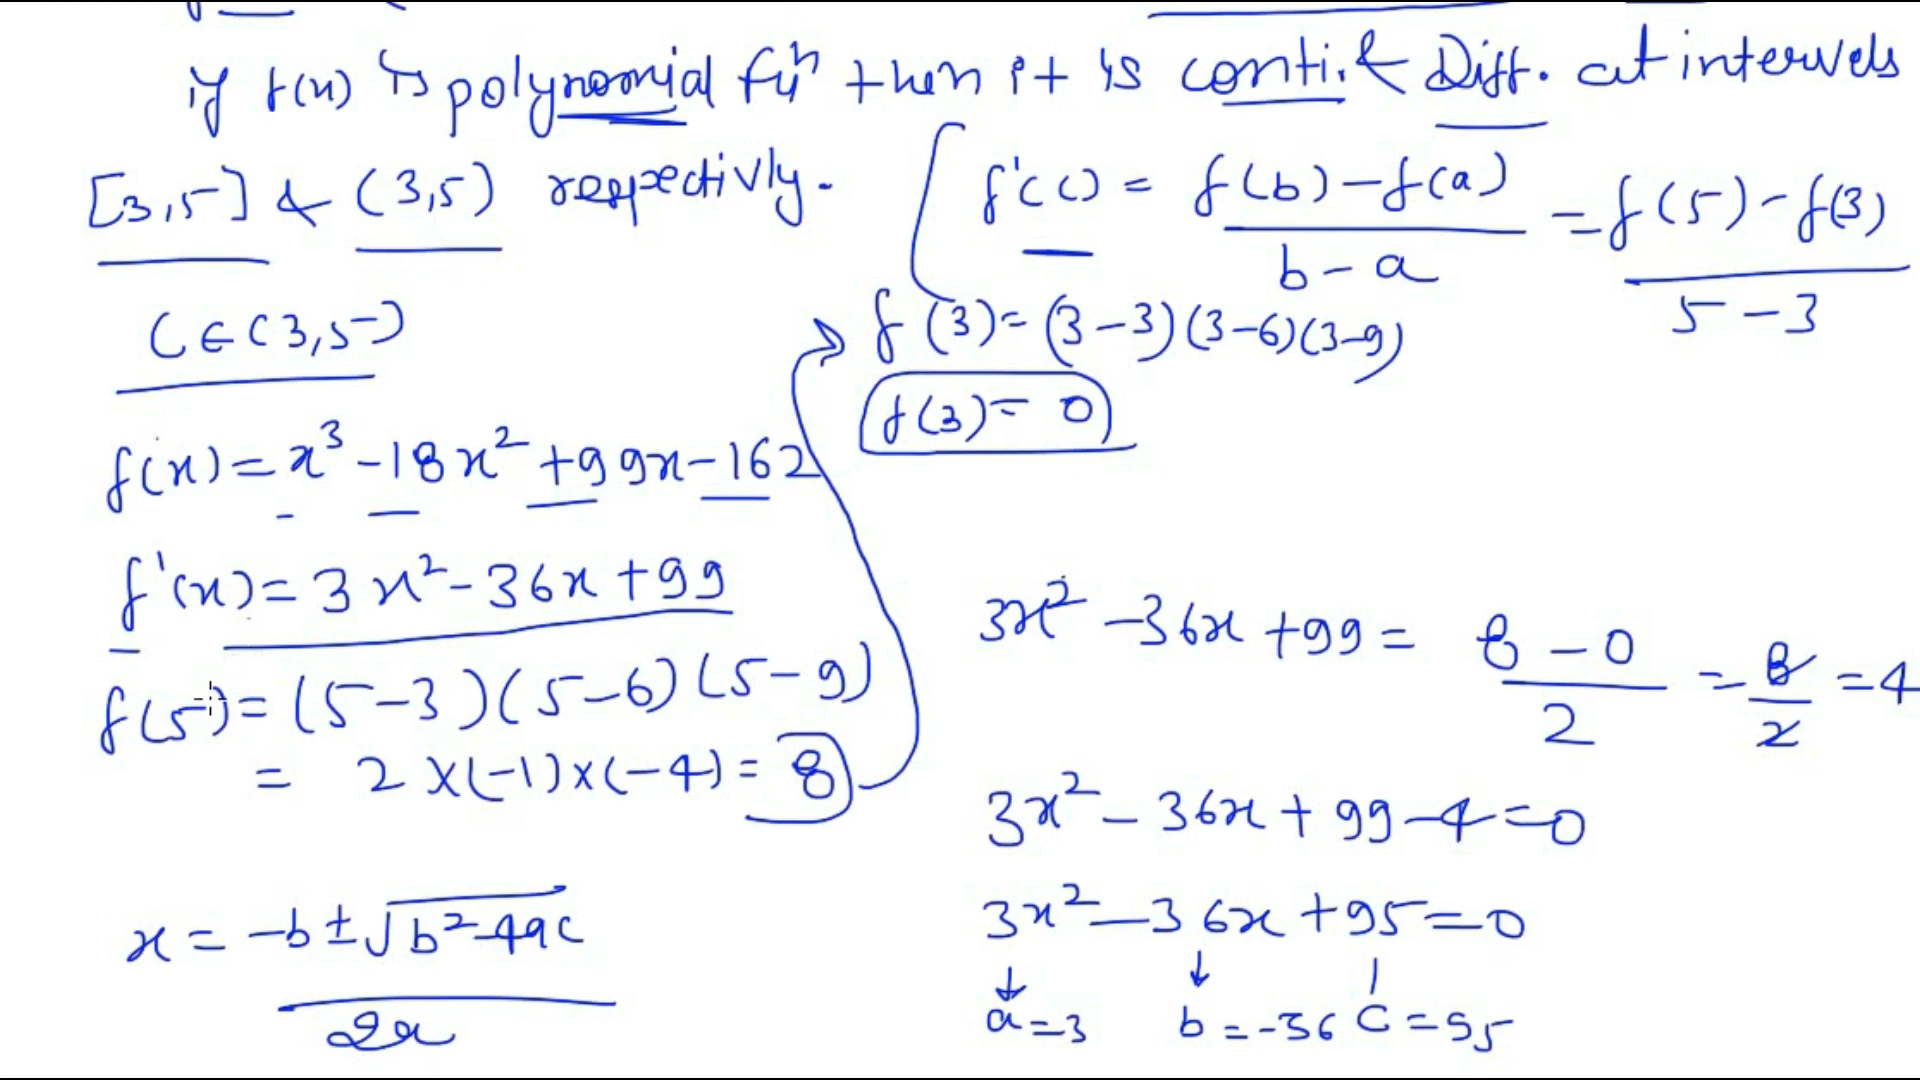 if f(x) is polynomial fun then it is conti. & Diff. at intervals
[3,5] & (3,5) respectivly.
f'(c) = f(b)-f(a) / b-a = f(5)-f(3) / 5-3
C∈(3,5)
f(3)=(3-3)(3-6)(3-9)
f(3)=0
f(x)=x³-18x²+99x-162
f'(x)=3x²-36x+99
f(5)=(5-3)(5-6)(5-9)
= 2×(-1)×(-4)=8
3x²-36x+99= 8-0 / 2 = 8/2 =4
3x²-36x+99-4=0
3x²-36x+95=0
a=3 b=-36 C=95
x = -b±√b²-4ac / 2a